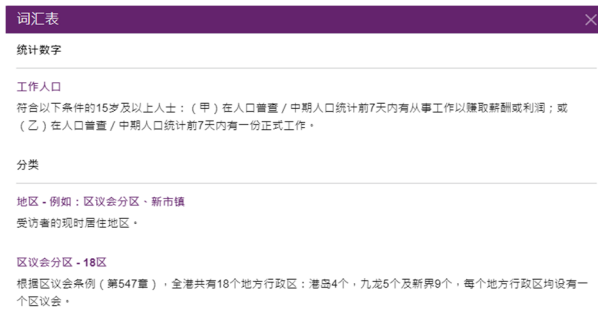 词汇表
统计数字
工作人口
符合以下条件的15岁及以上人士：（甲）在人口普查／中期人口统计前7天内有从事工作以赚取薪酬或利润；或
（乙）在人口普查／中期人口统计前7天内有一份正式工作。
分类
地区 - 例如：区议会分区、新市镇
受访者的现时居住地区。
区议会分区 - 18区
根据区议会条例（第547章），全港共有18个地方行政区：港岛4个，九龙5个及新界9个，每个地方行政区均设有一
个区议会。